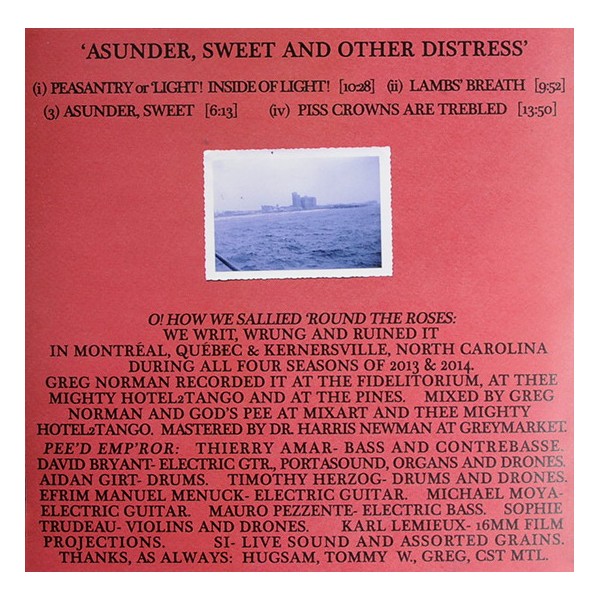 ‘ASUNDER, SWEET AND OTHER DISTRESS’
(i) PEASANTRY or ‘LIGHT! INSIDE OF LIGHT! [10:28] (ii) LAMBS’ BREATH [9:52]
(3) ASUNDER, SWEET [6:13] (iv) PISS CROWNS ARE TREBLED [13:50]
O! HOW WE SALLIED ‘ROUND THE ROSES:
WE WRIT, WRUNG AND RUINED IT
IN MONTRÉAL, QUÉBEC & KERNERSVILLE, NORTH CAROLINA
DURING ALL FOUR SEASONS OF 2013 & 2014.
GREG NORMAN RECORDED IT AT THE FIDELITORIUM, AT THEE
MIGHTY HOTEL2TANGO AND AT THE PINES. MIXED BY GREG
NORMAN AND GOD’S PEE AT MIXART AND THEE MIGHTY
HOTEL2TANGO. MASTERED BY DR. HARRIS NEWMAN AT GREYMARKET.
PEE’D EMP’ROR: THIERRY AMAR- BASS AND CONTREBASSE.
DAVID BRYANT- ELECTRIC GTR., PORTASOUND, ORGANS AND DRONES.
AIDAN GIRT- DRUMS. TIMOTHY HERZOG- DRUMS AND DRONES.
EFRIM MANUEL MENUCK- ELECTRIC GUITAR. MICHAEL MOYA-
ELECTRIC GUITAR. MAURO PEZZENTE- ELECTRIC BASS. SOPHIE
TRUDEAU- VIOLINS AND DRONES. KARL LEMIEUX- 16MM FILM
PROJECTIONS. SI- LIVE SOUND AND ASSORTED GRAINS.
THANKS, AS ALWAYS: HUGSAM, TOMMY W., GREG, CST MTL.